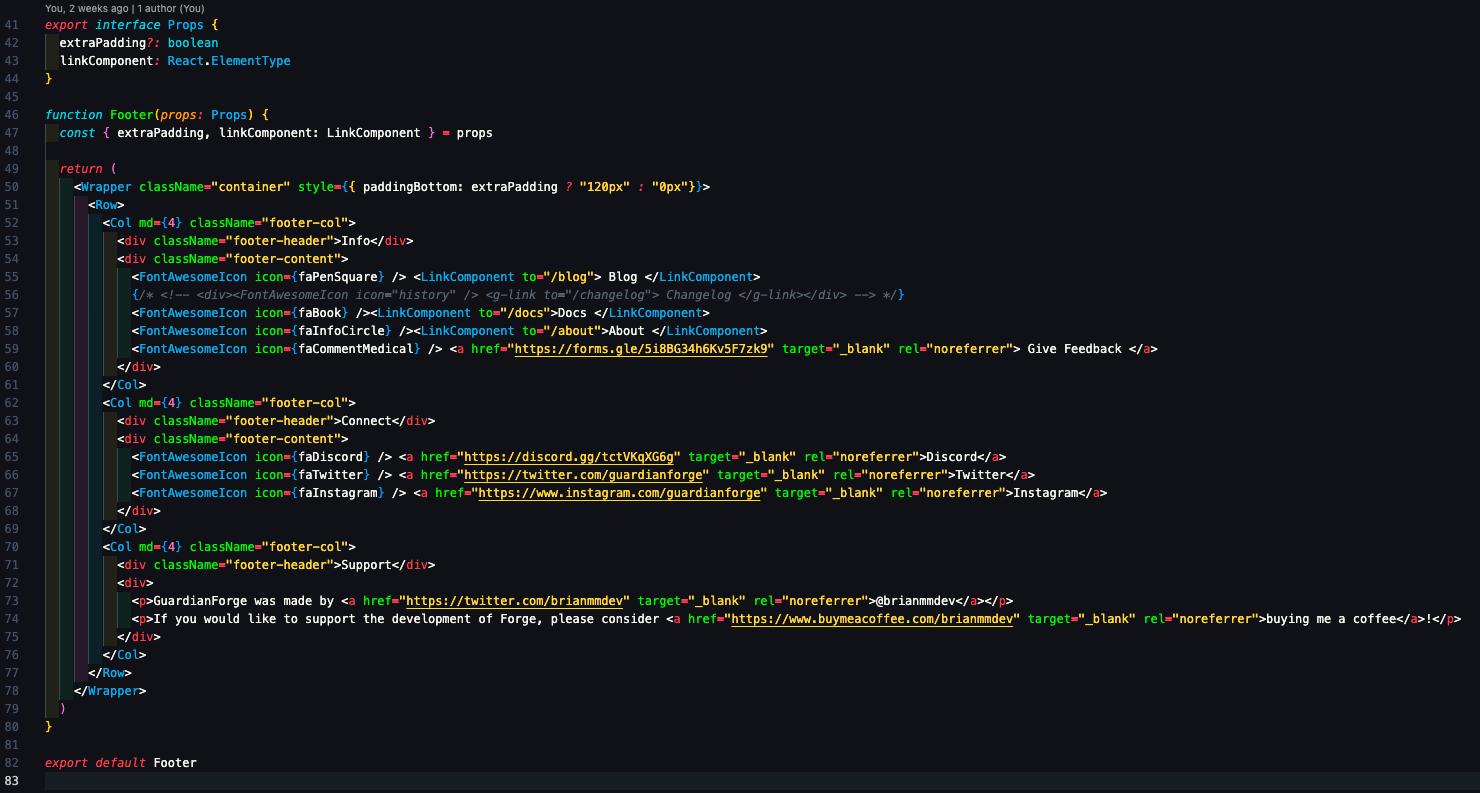 You, 2 weeks ago | 1 author (You)
41 export interface Props {
42   extraPadding?: boolean
43   linkComponent: React.ElementType
44 }
45
46 function Footer(props: Props) {
47   const { extraPadding, linkComponent: LinkComponent } = props
48
49   return (
50     <Wrapper className="container" style={{ paddingBottom: extraPadding ? "120px" : "0px"}}>
51       <Row>
52         <Col md={4} className="footer-col">
53           <div className="footer-header">Info</div>
54           <div className="footer-content">
55             <FontAwesomeIcon icon={faPenSquare} /> <LinkComponent to="/blog"> Blog </LinkComponent>
56             {/* <!-- <div><FontAwesomeIcon icon="history" /> <g-link to="/changelog"> Changelog </g-link></div> --> */}
57             <FontAwesomeIcon icon={faBook} /><LinkComponent to="/docs">Docs </LinkComponent>
58             <FontAwesomeIcon icon={faInfoCircle} /><LinkComponent to="/about">About </LinkComponent>
59             <FontAwesomeIcon icon={faCommentMedical} /> <a href="https://forms.gle/5i8BG34h6Kv5F7zk9" target="_blank" rel="noreferrer"> Give Feedback </a>
60           </div>
61         </Col>
62         <Col md={4} className="footer-col">
63           <div className="footer-header">Connect</div>
64           <div className="footer-content">
65             <FontAwesomeIcon icon={faDiscord} /> <a href="https://discord.gg/tctVKqXG6g" target="_blank" rel="noreferrer">Discord</a>
66             <FontAwesomeIcon icon={faTwitter} /> <a href="https://twitter.com/guardianforge" target="_blank" rel="noreferrer">Twitter</a>
67             <FontAwesomeIcon icon={faInstagram} /> <a href="https://www.instagram.com/guardianforge" target="_blank" rel="noreferrer">Instagram</a>
68           </div>
69         </Col>
70         <Col md={4} className="footer-col">
71           <div className="footer-header">Support</div>
72           <div>
73             <p>GuardianForge was made by <a href="https://twitter.com/brianmmdev" target="_blank" rel="noreferrer">@brianmmdev</a></p>
74             <p>If you would like to support the development of Forge, please consider <a href="https://www.buymeacoffee.com/brianmmdev" target="_blank" rel="noreferrer">buying me a coffee</a>!</p>
75           </div>
76         </Col>
77       </Row>
78     </Wrapper>
79   )
80 }
81
82 export default Footer
83